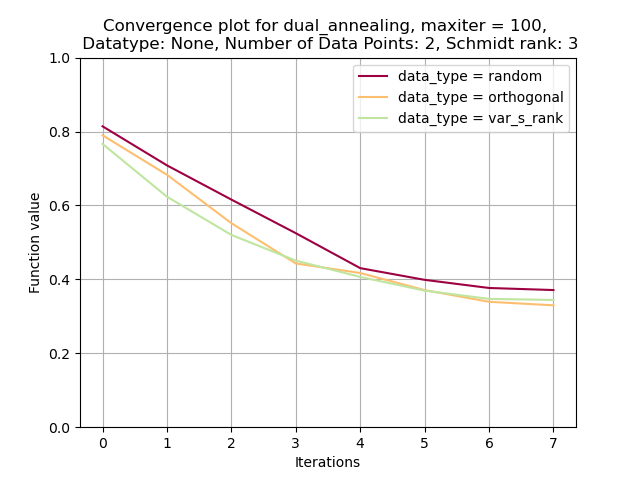 Convergence plot for dual_annealing, maxiter = 100,
Datatype: None, Number of Data Points: 2, Schmidt rank: 3
data_type = random
data_type = orthogonal
data_type = var_s_rank
Function value
1.0
0.8
0.6
0.4
0.2
0.0
0 1 2 3 4 5 6 7
Iterations